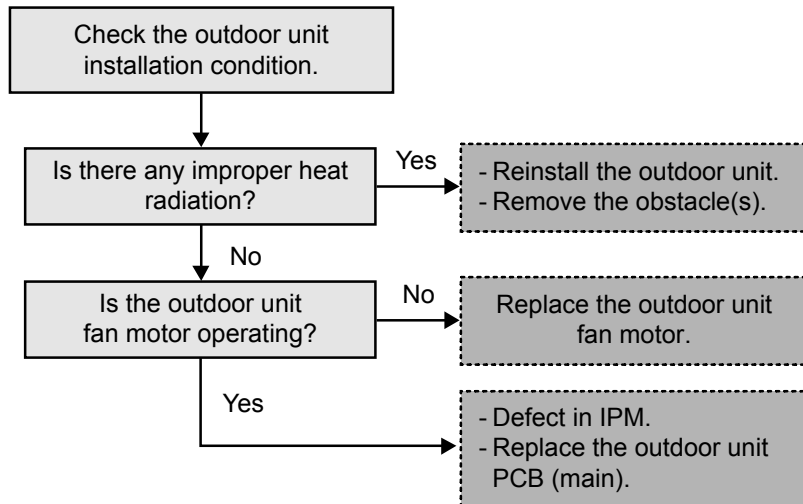 Check the outdoor unit
installation condition.
Is there any improper heat
radiation?
Yes
- Reinstall the outdoor unit.
- Remove the obstacle(s).
No
Is the outdoor unit
fan motor operating?
No
Replace the outdoor unit
fan motor.
Yes
- Defect in IPM.
- Replace the outdoor unit
PCB (main).